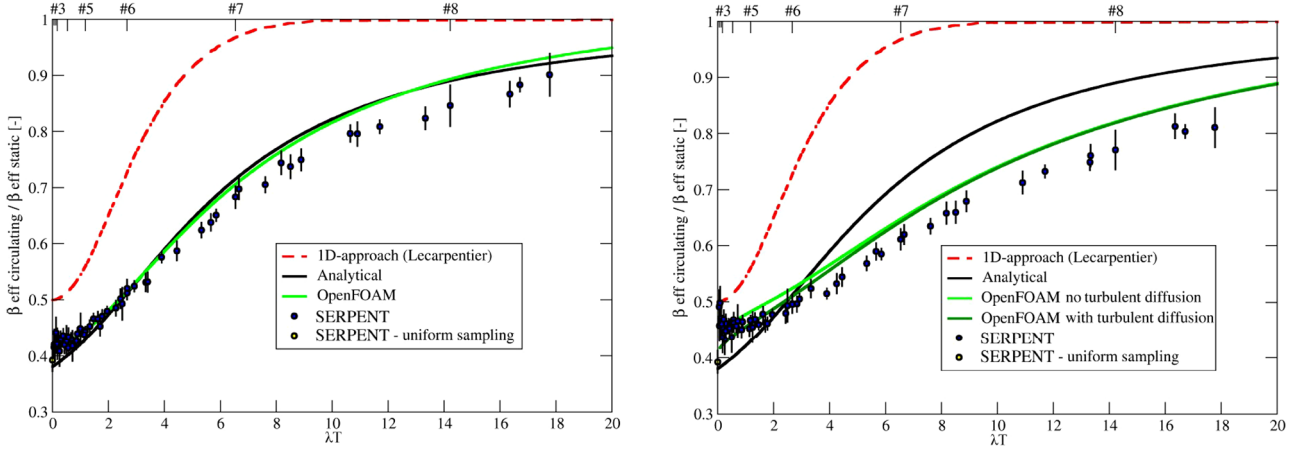 #3 #5 #6 #7 #8
1
0.9
0.8
0.7
0.6
0.5
0.4
0.3
β eff circulating / β eff static [-]
1D-approach (Lecarpentier)
Analytical
OpenFOAM
SERPENT
SERPENT - uniform sampling
0 2 4 6 8 10 12 14 16 18 20
λT
#3 #5 #6 #7 #8
1
0.9
0.8
0.7
0.6
0.5
0.4
0.3
β eff circulating / β eff static [-]
1D-approach (Lecarpentier)
Analytical
OpenFOAM no turbulent diffusion
OpenFOAM with turbulent diffusion
SERPENT
SERPENT - uniform sampling
0 2 4 6 8 10 12 14 16 18 20
λT